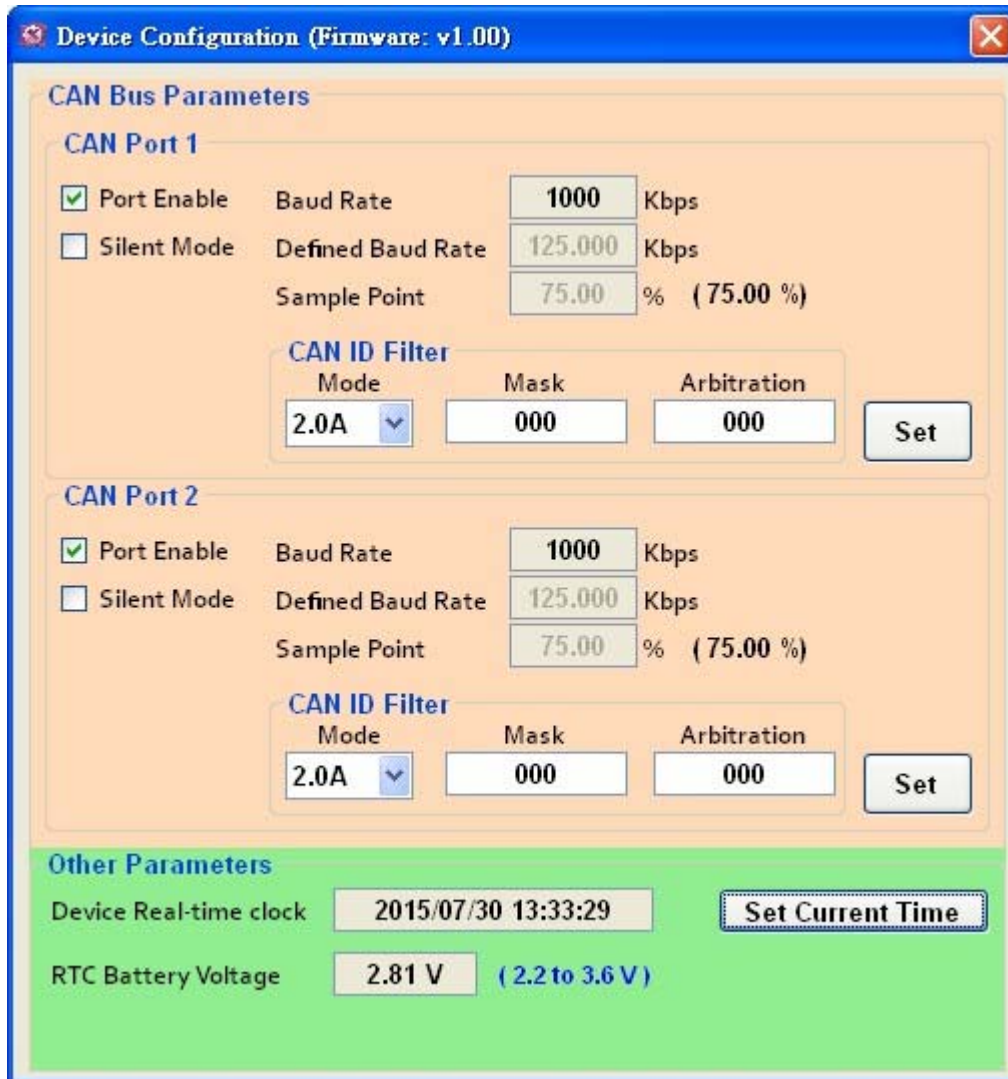 Device Configuration (Firmware: v1.00)
CAN Bus Parameters
CAN Port 1
Port Enable Baud Rate 1000 Kbps
Silent Mode Defined Baud Rate 125.000 Kbps
Sample Point 75.00 % ( 75.00 %)
CAN ID Filter
Mode Mask Arbitration
2.0A 000 000 Set
CAN Port 2
Port Enable Baud Rate 1000 Kbps
Silent Mode Defined Baud Rate 125.000 Kbps
Sample Point 75.00 % ( 75.00 %)
CAN ID Filter
Mode Mask Arbitration
2.0A 000 000 Set
Other Parameters
Device Real-time clock 2015/07/30 13:33:29 Set Current Time
RTC Battery Voltage 2.81 V ( 2.2 to 3.6 V )